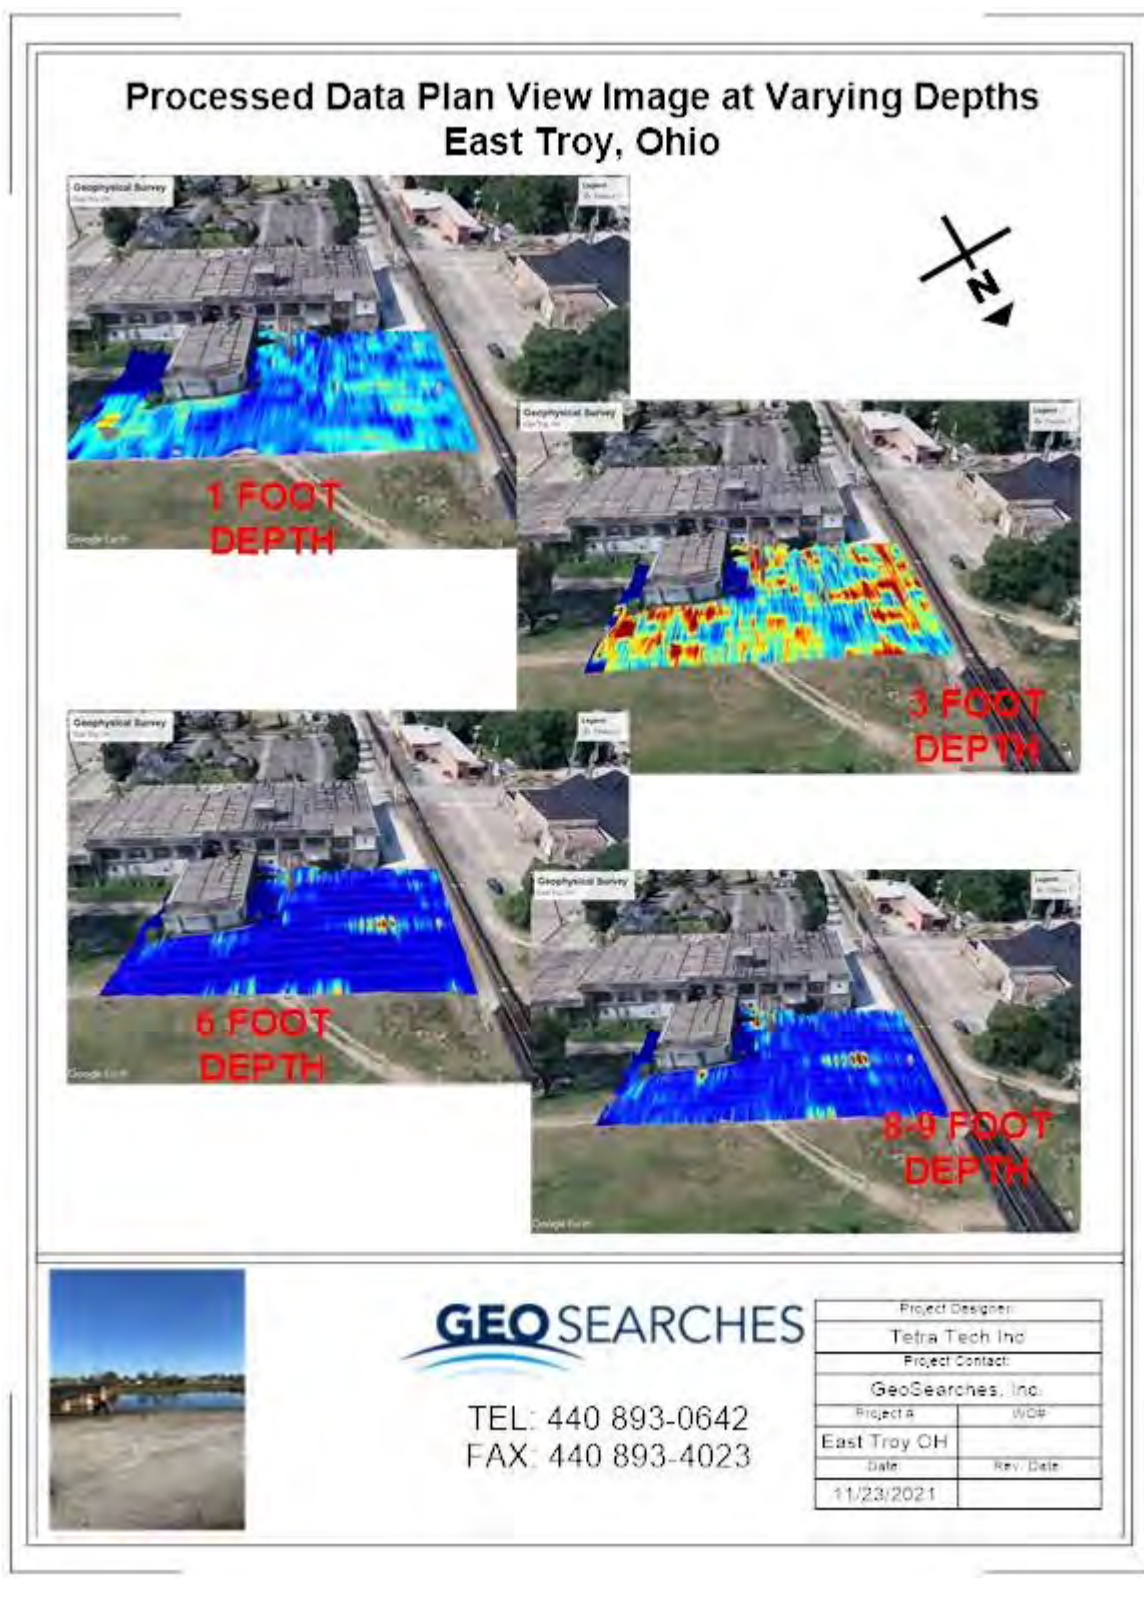 Processed Data Plan View Image at Varying Depths
East Troy, Ohio
Geophysical Survey
Legend
N
1 FOOT
DEPTH
Google Earth
Geophysical Survey
Legend
3 FOOT
DEPTH
Geophysical Survey
Legend
6 FOOT
DEPTH
Google Earth
Geophysical Survey
Legend
8-9 FOOT
DEPTH
Google Earth
GEOSEARCHES
TEL: 440 893-0642
FAX: 440 893-4023
Project Designer:
Tetra Tech Inc
Project Contact:
GeoSearches, Inc.
Project # WO#
East Troy OH
Date Rev. Date
11/23/2021